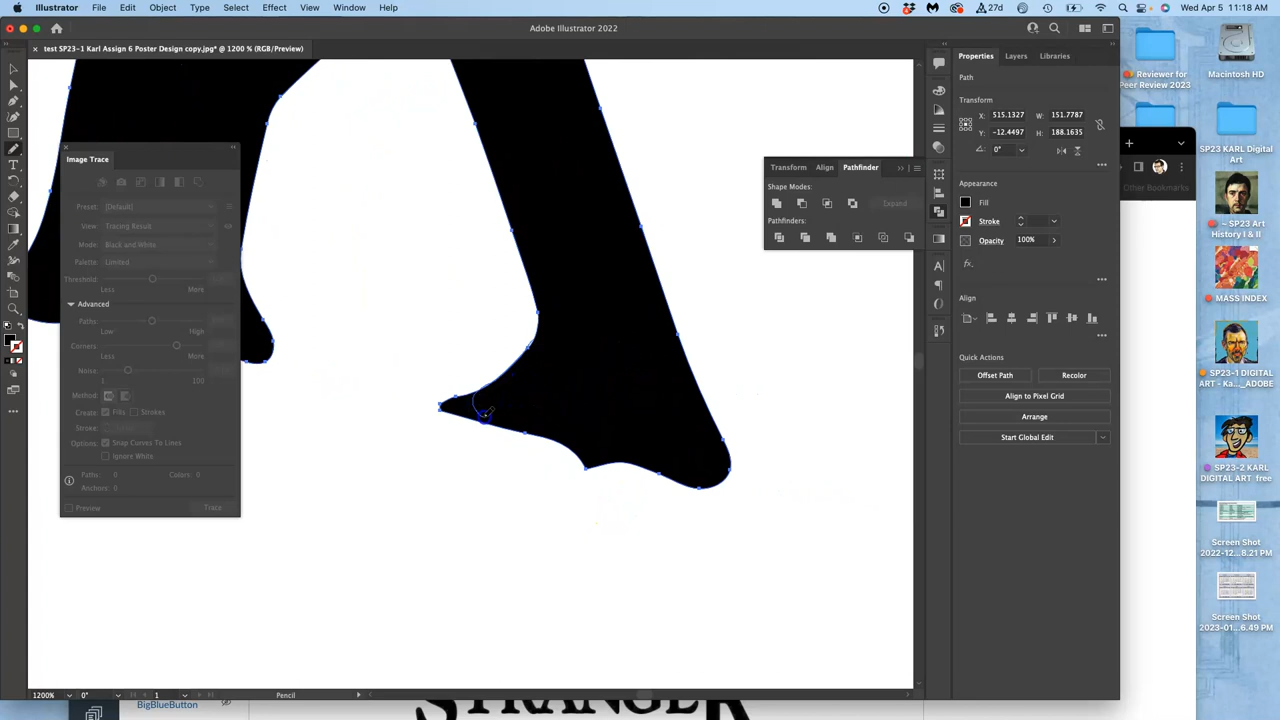 Illustrator File Edit Object Type Select Effect View Window Help
27d
Wed Apr 5 11:18 AM
Adobe Illustrator 2022
× test SP23-1 Karl Assign 6 Poster Design copy.jpg* @ 1200 % (RGB/Preview)
Image Trace
Preset: [Default]
View: Tracing Result
Mode: Black and White
Palette: Limited
Threshold:
Less More
Advanced
Paths:
Low High
Corners:
Less More
Noise:
1 100
Method:
Create: Fills Strokes
Stroke:
Options: Snap Curves To Lines
Ignore White
Paths: 0 Colors: 0
Anchors: 0
Preview Trace
Transform Align Pathfinder
Shape Modes:
Expand
Pathfinders:
Properties Layers Libraries
Path
Transform
X: 515.1327 W: 151.7787
Y: -12.4497 H: 188.1635
0°
Appearance
Fill
Stroke
Opacity 100%
fx.
Align
Quick Actions
Offset Path Recolor
Align to Pixel Grid
Arrange
Start Global Edit
Reviewer for
Peer Review 2023
Macintosh HD
SP23 KARL Digital
Art
Other Bookmarks
~ SP23 Art
History I & II
MASS INDEX
SP23-1 DIGITAL
ART - Ka..._ADOBE
SP23-2 KARL
DIGITAL ART free
Screen Shot
2022-12...8.21 PM
Screen Shot
2023-01...6.49 PM
1200% 0° 1 Pencil
BigBlueButton
STRANGER